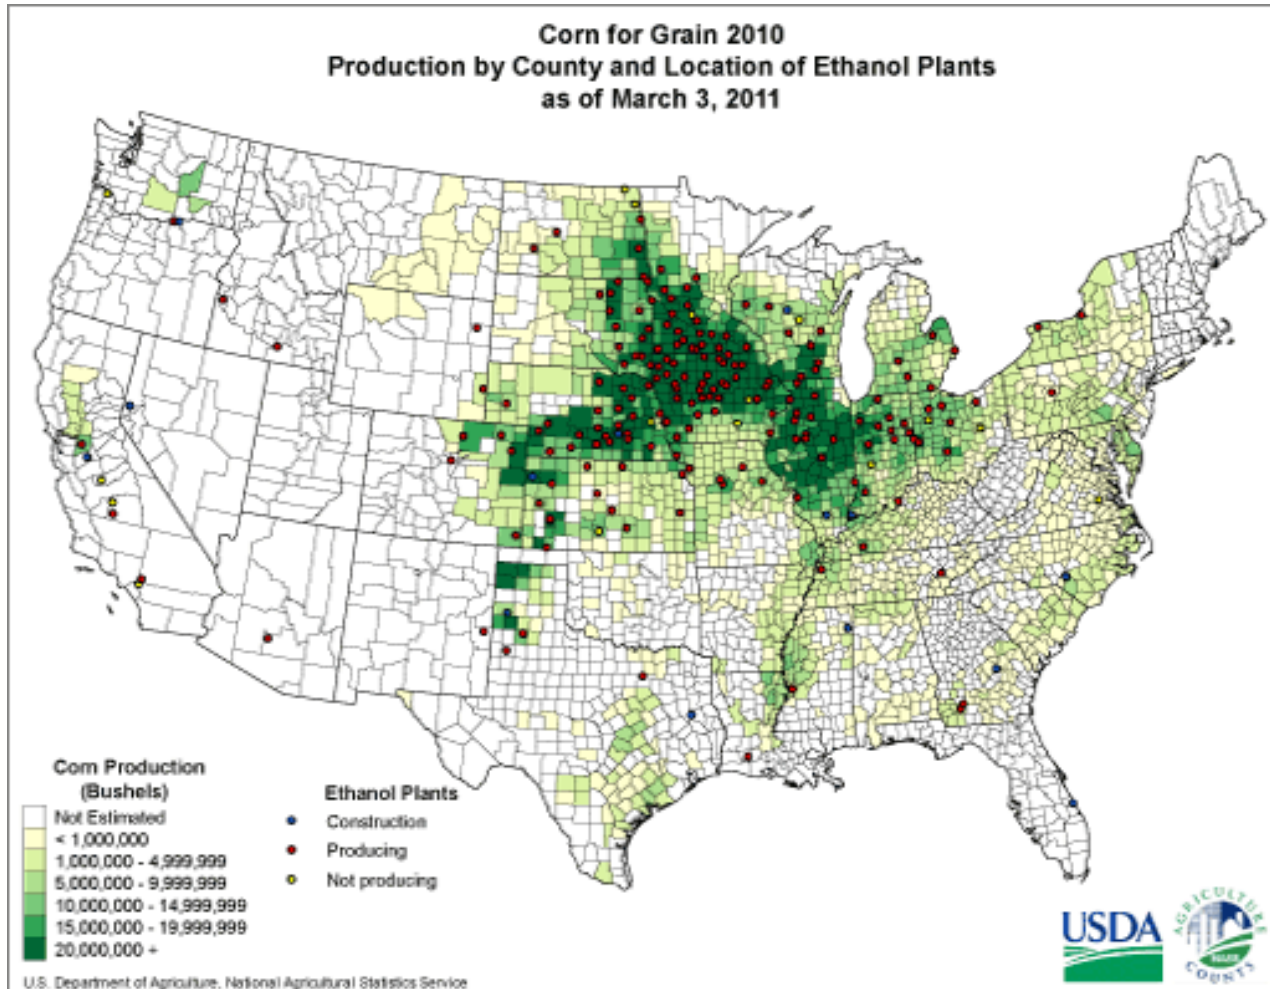 Corn for Grain 2010
Production by County and Location of Ethanol Plants
as of March 3, 2011
Corn Production
(Bushels)
Not Estimated
< 1,000,000
1,000,000 - 4,999,999
5,000,000 - 9,999,999
10,000,000 - 14,999,999
15,000,000 - 19,999,999
20,000,000 +
Ethanol Plants
Construction
Producing
Not producing
U.S. Department of Agriculture, National Agricultural Statistics Service
USDA
AGRICULTURE
COUNTS